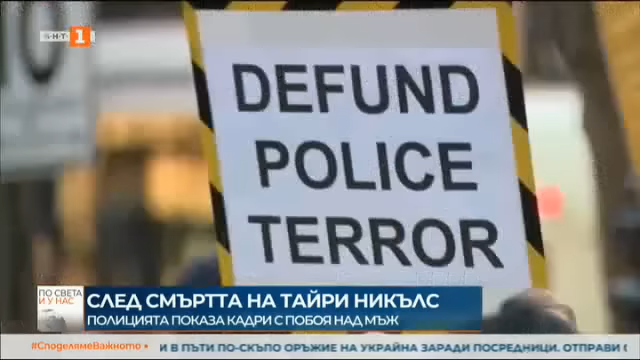 БНТ 1
DEFUND
POLICE
TERROR
ПО СВЕТА
И У НАС
СЛЕД СМЪРТТА НА ТАЙРИ НИКЪЛС
ПОЛИЦИЯТА ПОКАЗА КАДРИ С ПОБОЯ НАД МЪЖ
#СподелямеВажното
И В ПЪТИ ПО-СКЪПО ОРЪЖИЕ НА УКРАЙНА ЗАРАДИ ПОСРЕДНИЦИ. ОТПРАВИ